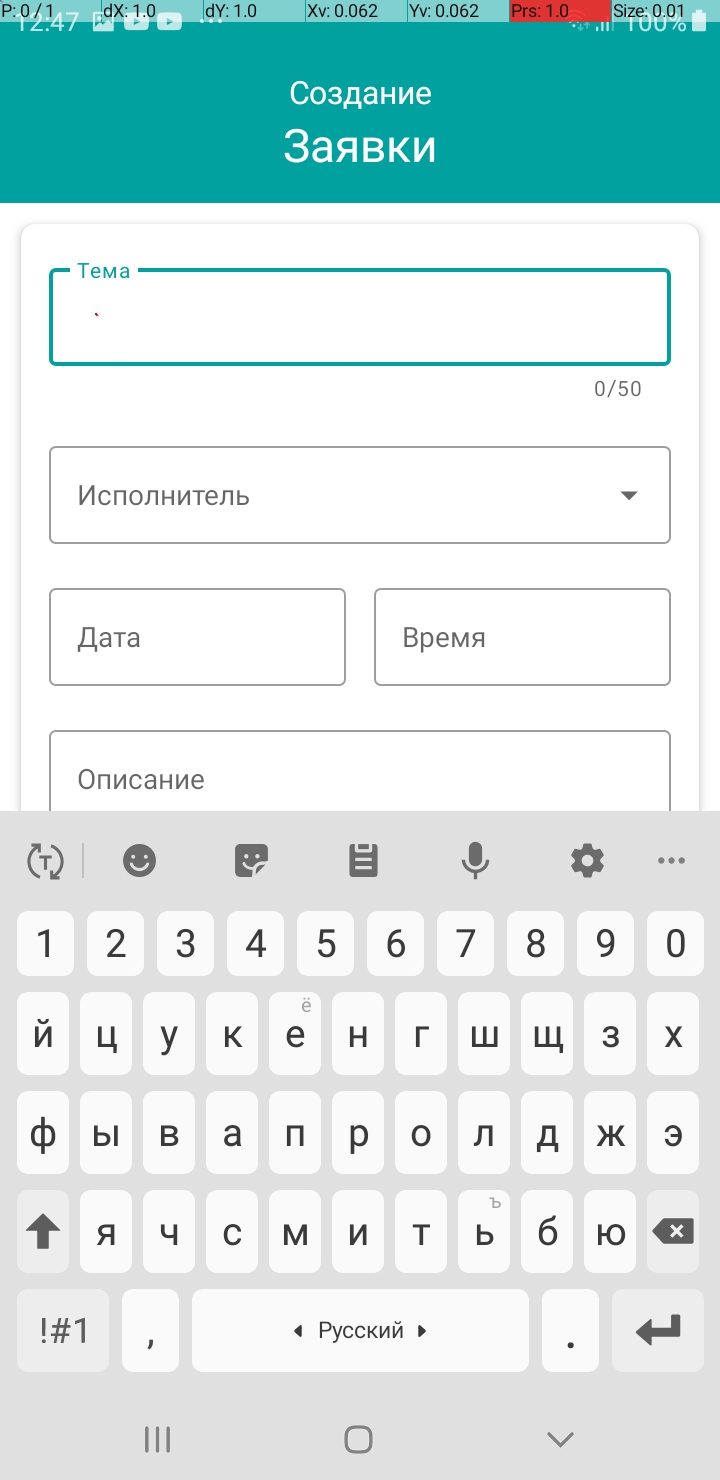 P: 0 / 1 dX: 1.0 dY: 1.0 Xv: 0.062 Yv: 0.062 Prs: 1.0 Size: 0.01
12:47 100%
Создание
Заявки
Тема
0/50
Исполнитель
Дата Время
Описание
1 2 3 4 5 6 7 8 9 0
й ц у к е ё н г ш щ з х
ф ы в а п р о л д ж э
я ч с м и т ь ъ б ю
!#1 , Русский .